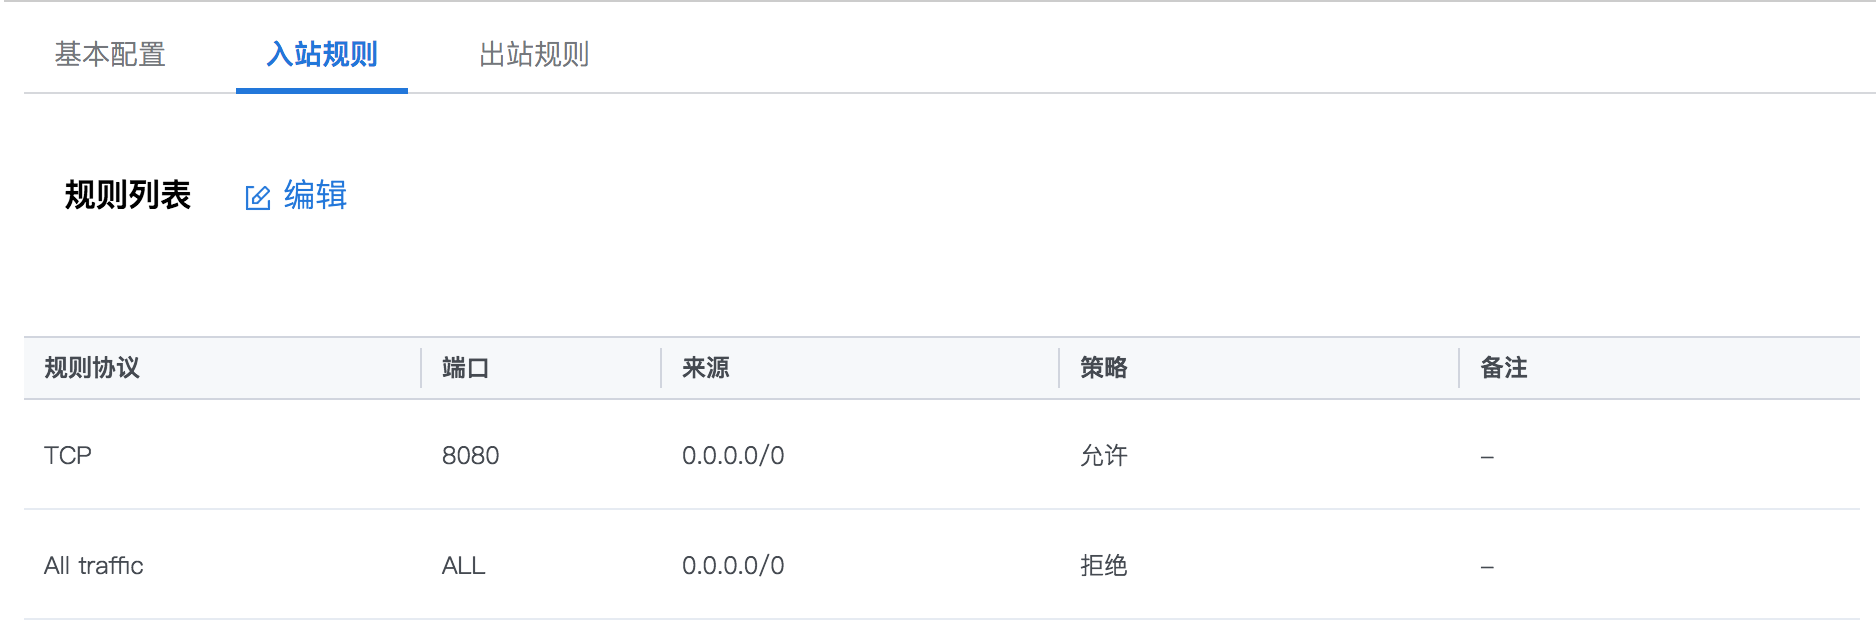 基本配置 入站规则 出站规则
规则列表 编辑
规则协议 端口 来源 策略 备注
TCP 8080 0.0.0.0/0 允许 –
All traffic ALL 0.0.0.0/0 拒绝 –